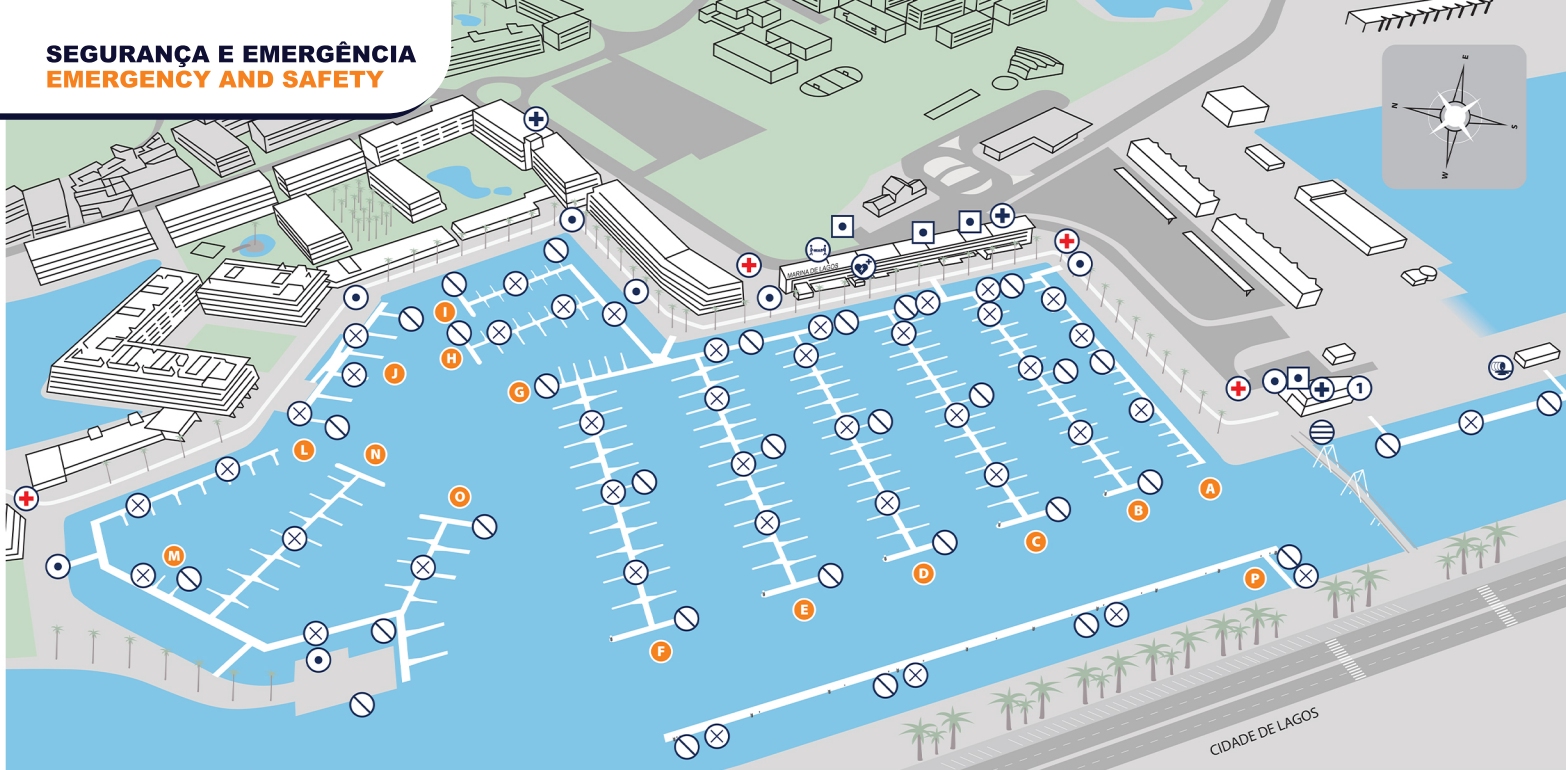 SEGURANÇA E EMERGÊNCIA
EMERGENCY AND SAFETY
E
N
S
W
MARINA DE LAGOS
I
H
J
G
1
L
N
O
A
B
M
C
D
P
E
F
CIDADE DE LAGOS